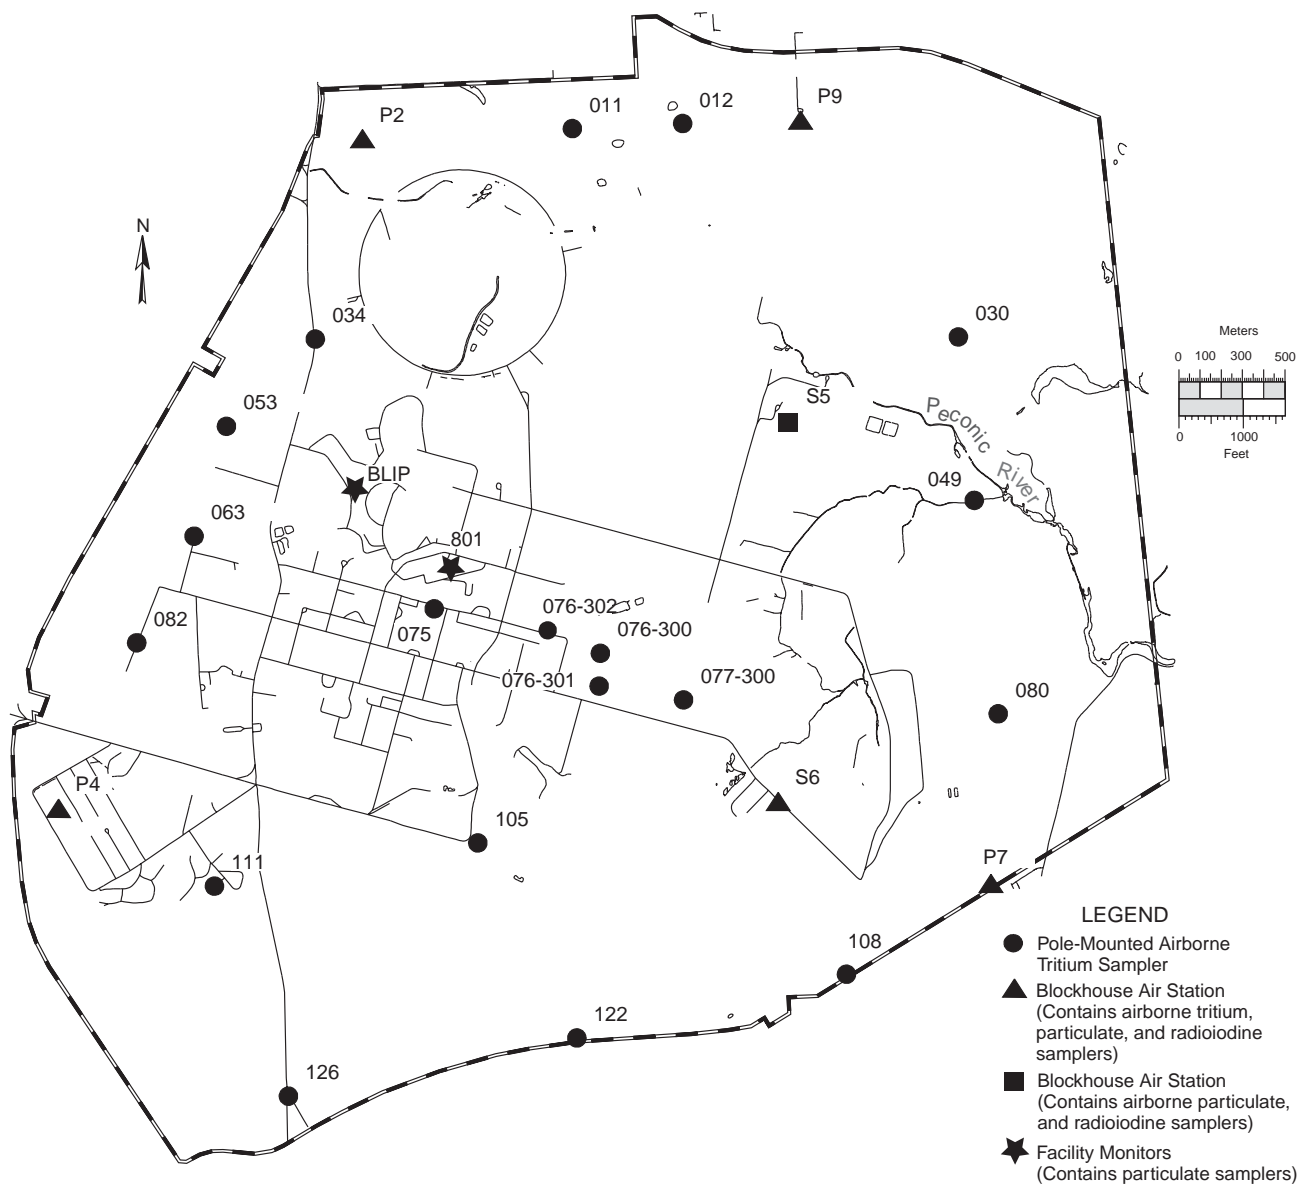 P2
011
012
P9
N
034
030
Meters
0 100 300 500
0 1000
Feet
053
S5
Peconic River
BLIP
049
063
801
082
075
076-302
076-300
076-301
077-300
080
P4
S6
105
111
P7
108
122
126
LEGEND
Pole-Mounted Airborne
Tritium Sampler
Blockhouse Air Station
(Contains airborne tritium,
particulate, and radioiodine
samplers)
Blockhouse Air Station
(Contains airborne particulate,
and radioiodine samplers)
Facility Monitors
(Contains particulate samplers)